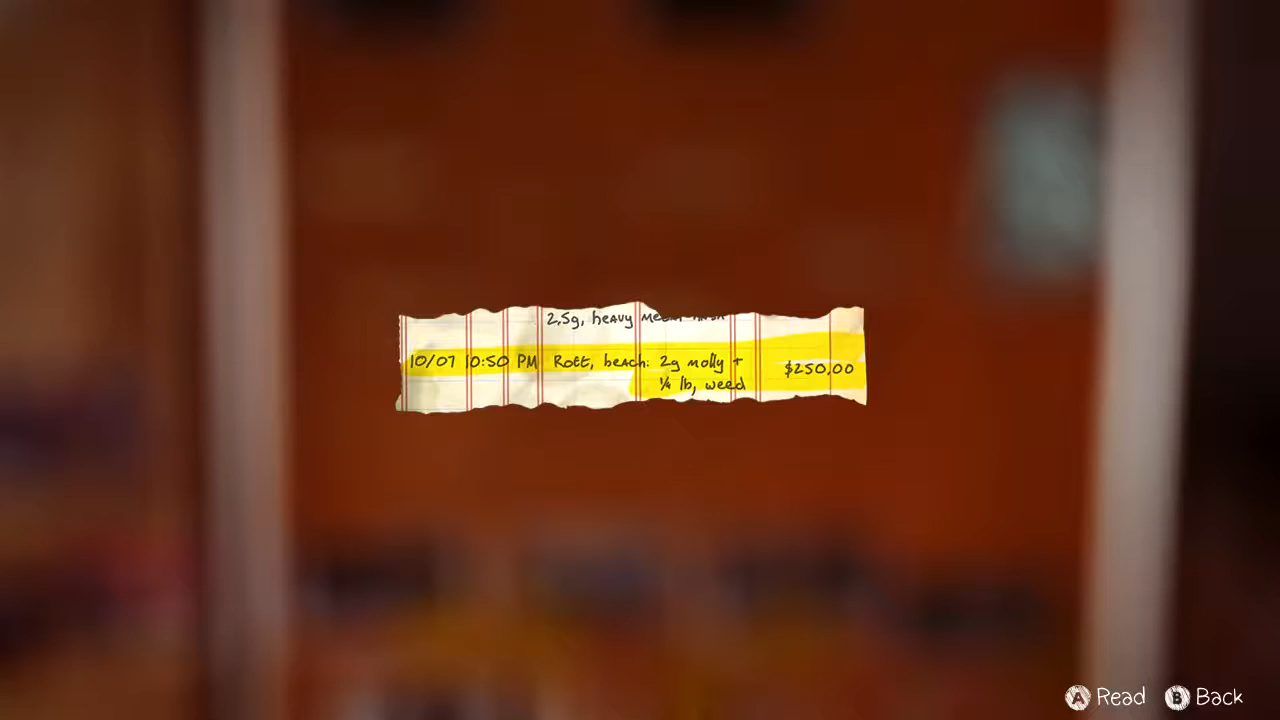 2.5g, heavy
10/07 10:50 PM Rott, beach: 2g molly + $250.00
1/4 lb, weed
A Read B Back